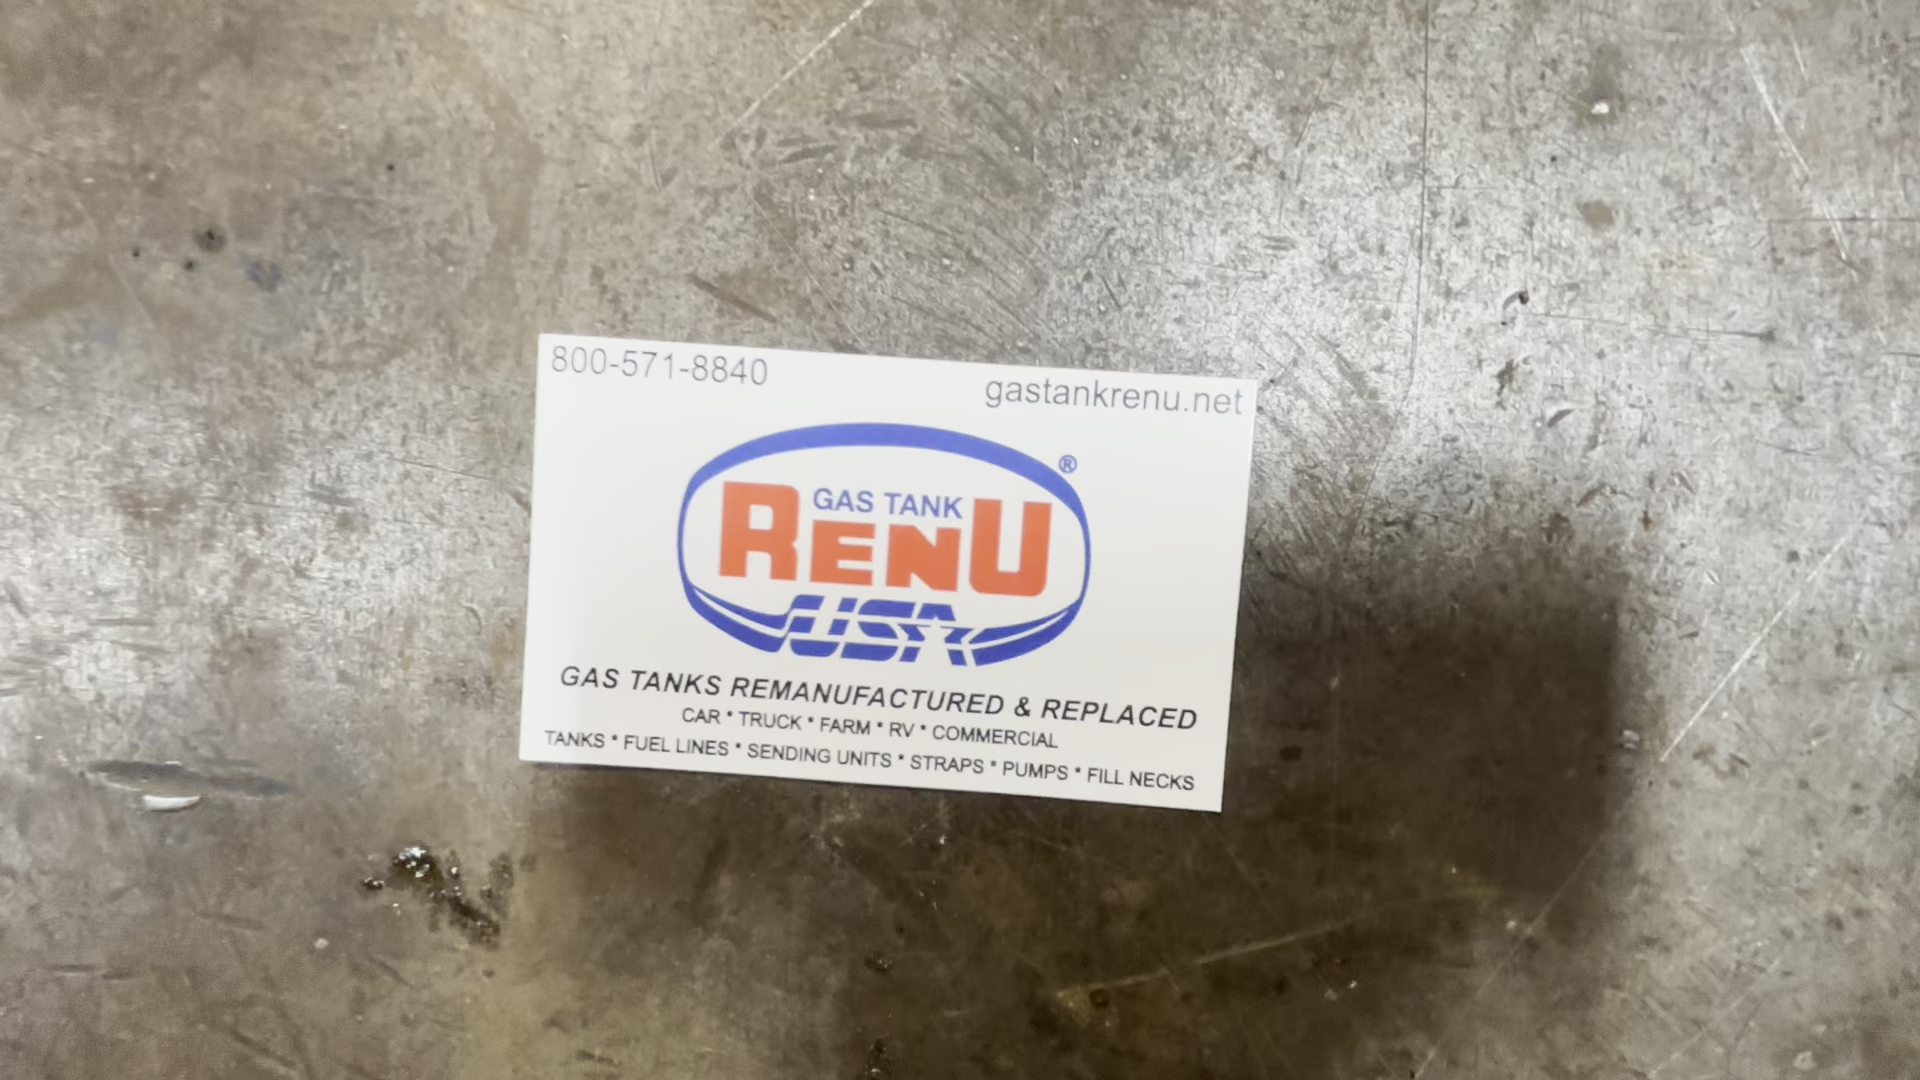 800-571-8840
gastankrenu.net
®
GAS TANK
RENU
USA
GAS TANKS REMANUFACTURED & REPLACED
CAR * TRUCK * FARM * RV * COMMERCIAL
TANKS * FUEL LINES * SENDING UNITS * STRAPS * PUMPS * FILL NECKS